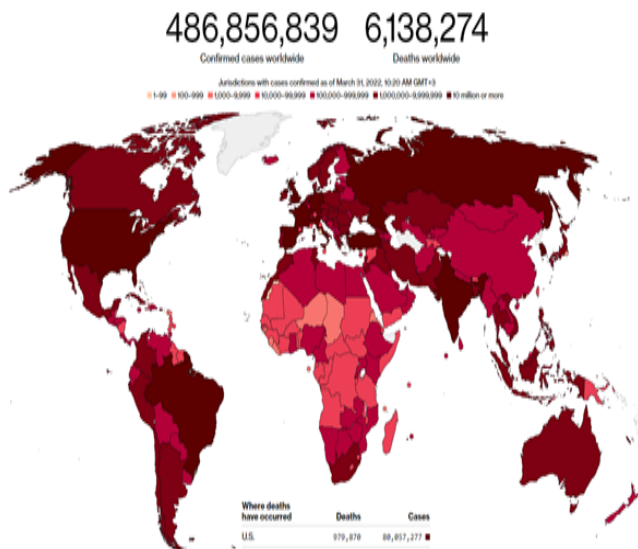 486,856,839 6,138,274
Confirmed cases worldwide Deaths worldwide
Jurisdictions with cases confirmed as of March 31, 2022, 10:20 AM GMT+3
1–99 100–999 1,000–9,999 10,000–99,999 100,000–999,999 1,000,000–9,999,999 10 million or more
Where deaths
have occurred Deaths Cases
U.S. 979,870 80,057,277